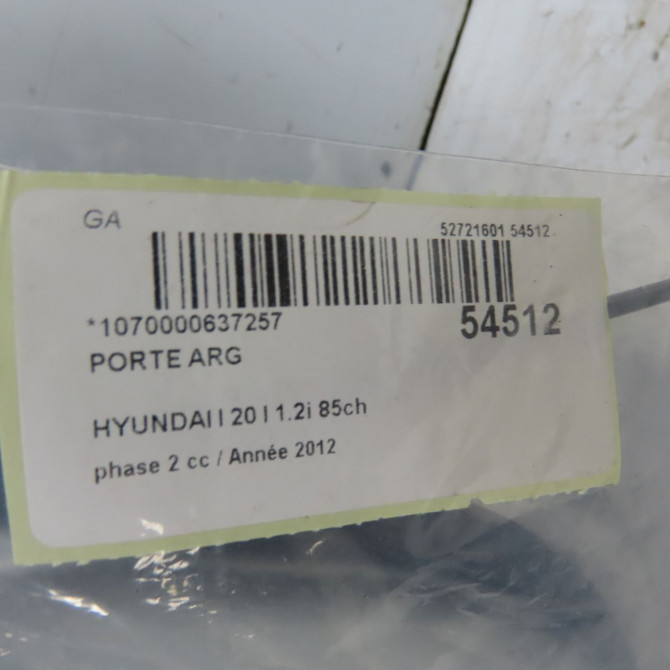 GA
52721601 54512
*1070000637257
54512
PORTE ARG
HYUNDAI I 20 I 1.2i 85ch
phase 2 cc / Année 2012